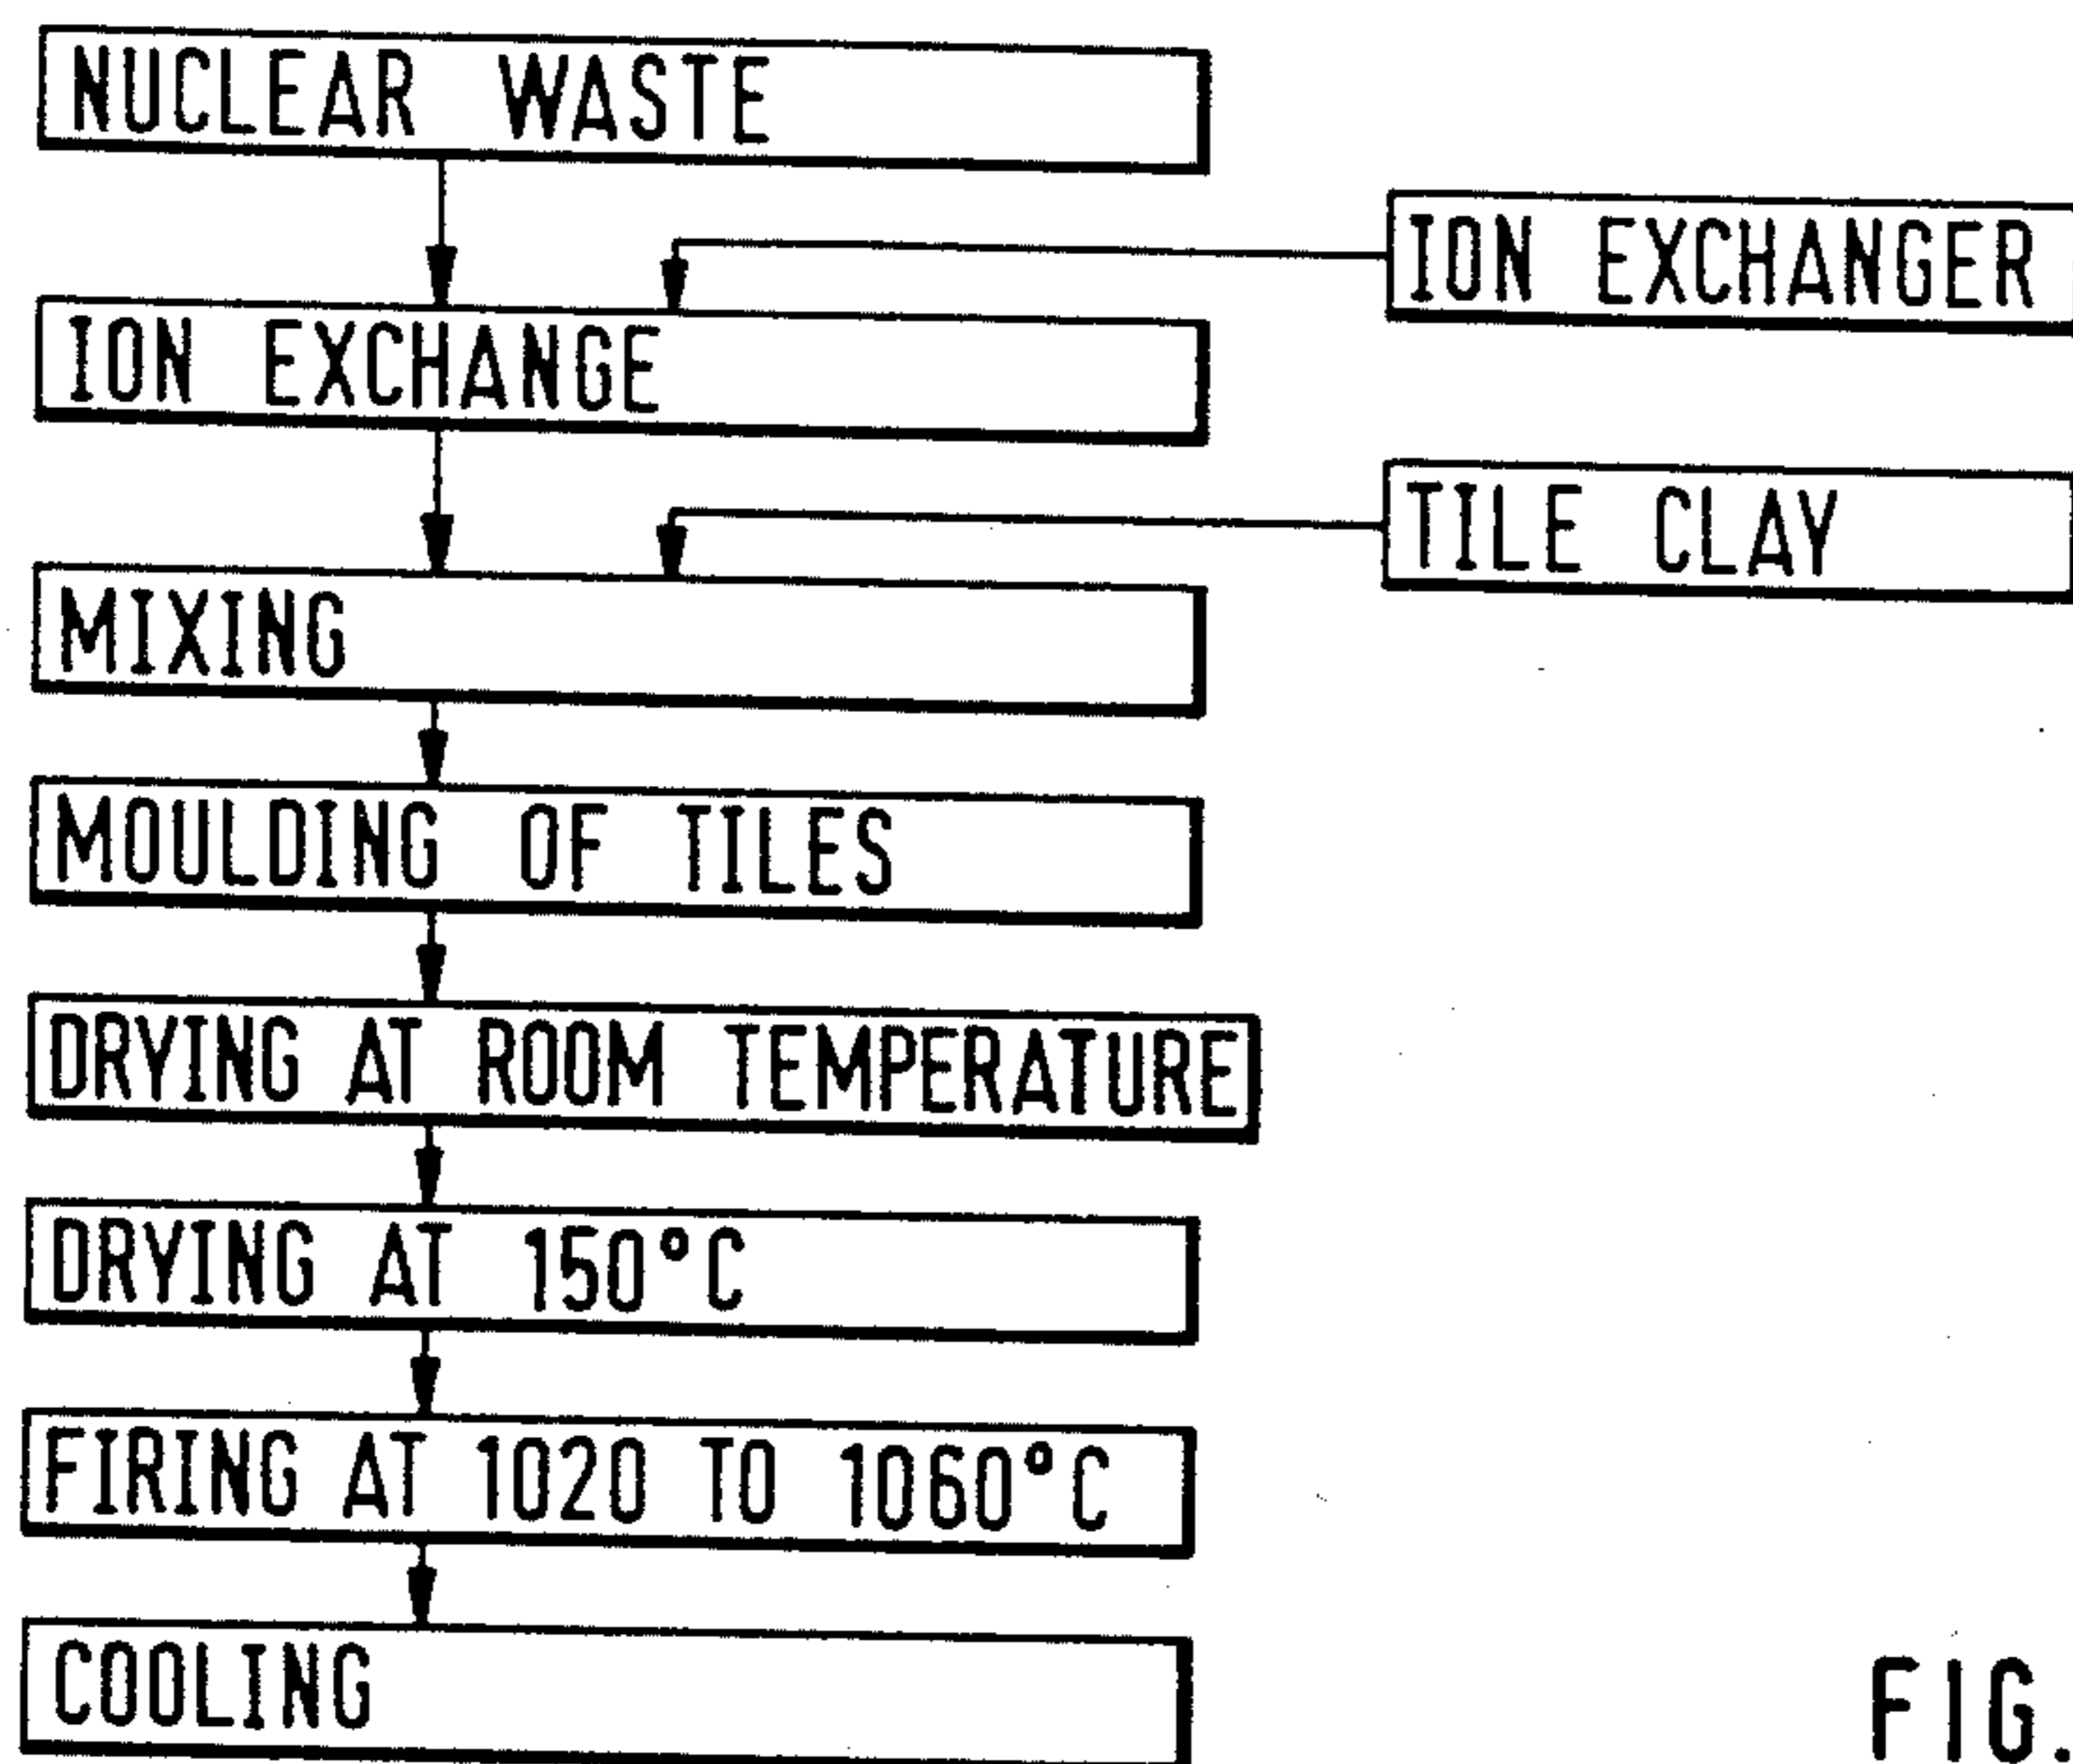 NUCLEAR WASTE
ION EXCHANGER
ION EXCHANGE
TILE CLAY
MIXING
MOULDING OF TILES
DRYING AT ROOM TEMPERATURE
DRYING AT 150°C
FIRING AT 1020 TO 1060°C
COOLING
FIG.